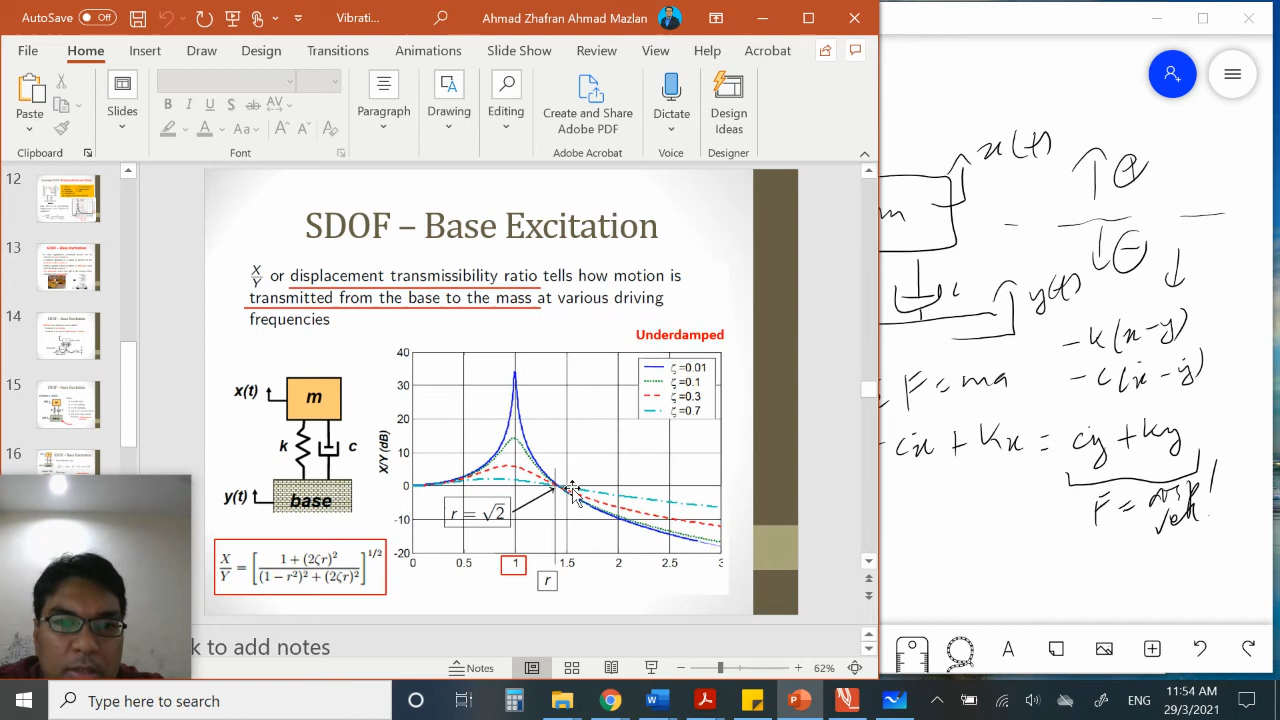 AutoSave Off Vibrati... Ahmad Zhafran Ahmad Mazlan
File Home Insert Draw Design Transitions Animations Slide Show Review View Help Acrobat
Paste Slides B I U S ab AV Aa A A Paragraph Drawing Editing Create and Share Adobe PDF Dictate Design Ideas
Clipboard Font Adobe Acrobat Voice Designer
12
13
14
15
16
SDOF – Base Excitation
X/Y or displacement transmissibility ratio tells how motion is
transmitted from the base to the mass at various driving
frequencies
Underdamped
x(t) m
k c
y(t) base
X/Y = [ 1+(2ζr)² / (1−r²)²+(2ζr)² ]^1/2
X/Y (dB)
40
30
20
10
0
-10
-20
ζ=0.01
ζ=0.1
ζ=0.3
ζ=0.7
r = √2
0 0.5 1 1.5 2 2.5 3
r
k to add notes
Notes 62%
x(t)
m
c y(t)
-k(x-y)
F = ma -c(ẋ-ẏ)
cẋ + Kx = cẏ + Ky
F =
A
Type here to search
ENG
11:54 AM
29/3/2021